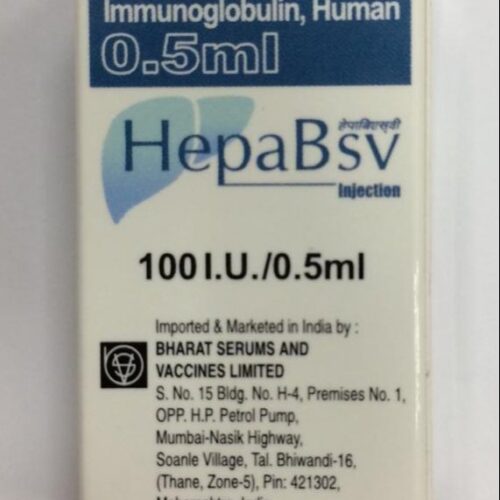 Immunoglobulin, Human
0.5ml
हेपाबिएसवी
HepaBsv
Injection
100 I.U./0.5ml
Imported & Marketed in India by :
BHARAT SERUMS AND
VACCINES LIMITED
S. No. 15 Bldg. No. H-4, Premises No. 1,
OPP. H.P. Petrol Pump,
Mumbai-Nasik Highway,
Soanle Village, Tal. Bhiwandi-16,
(Thane, Zone-5), Pin: 421302,